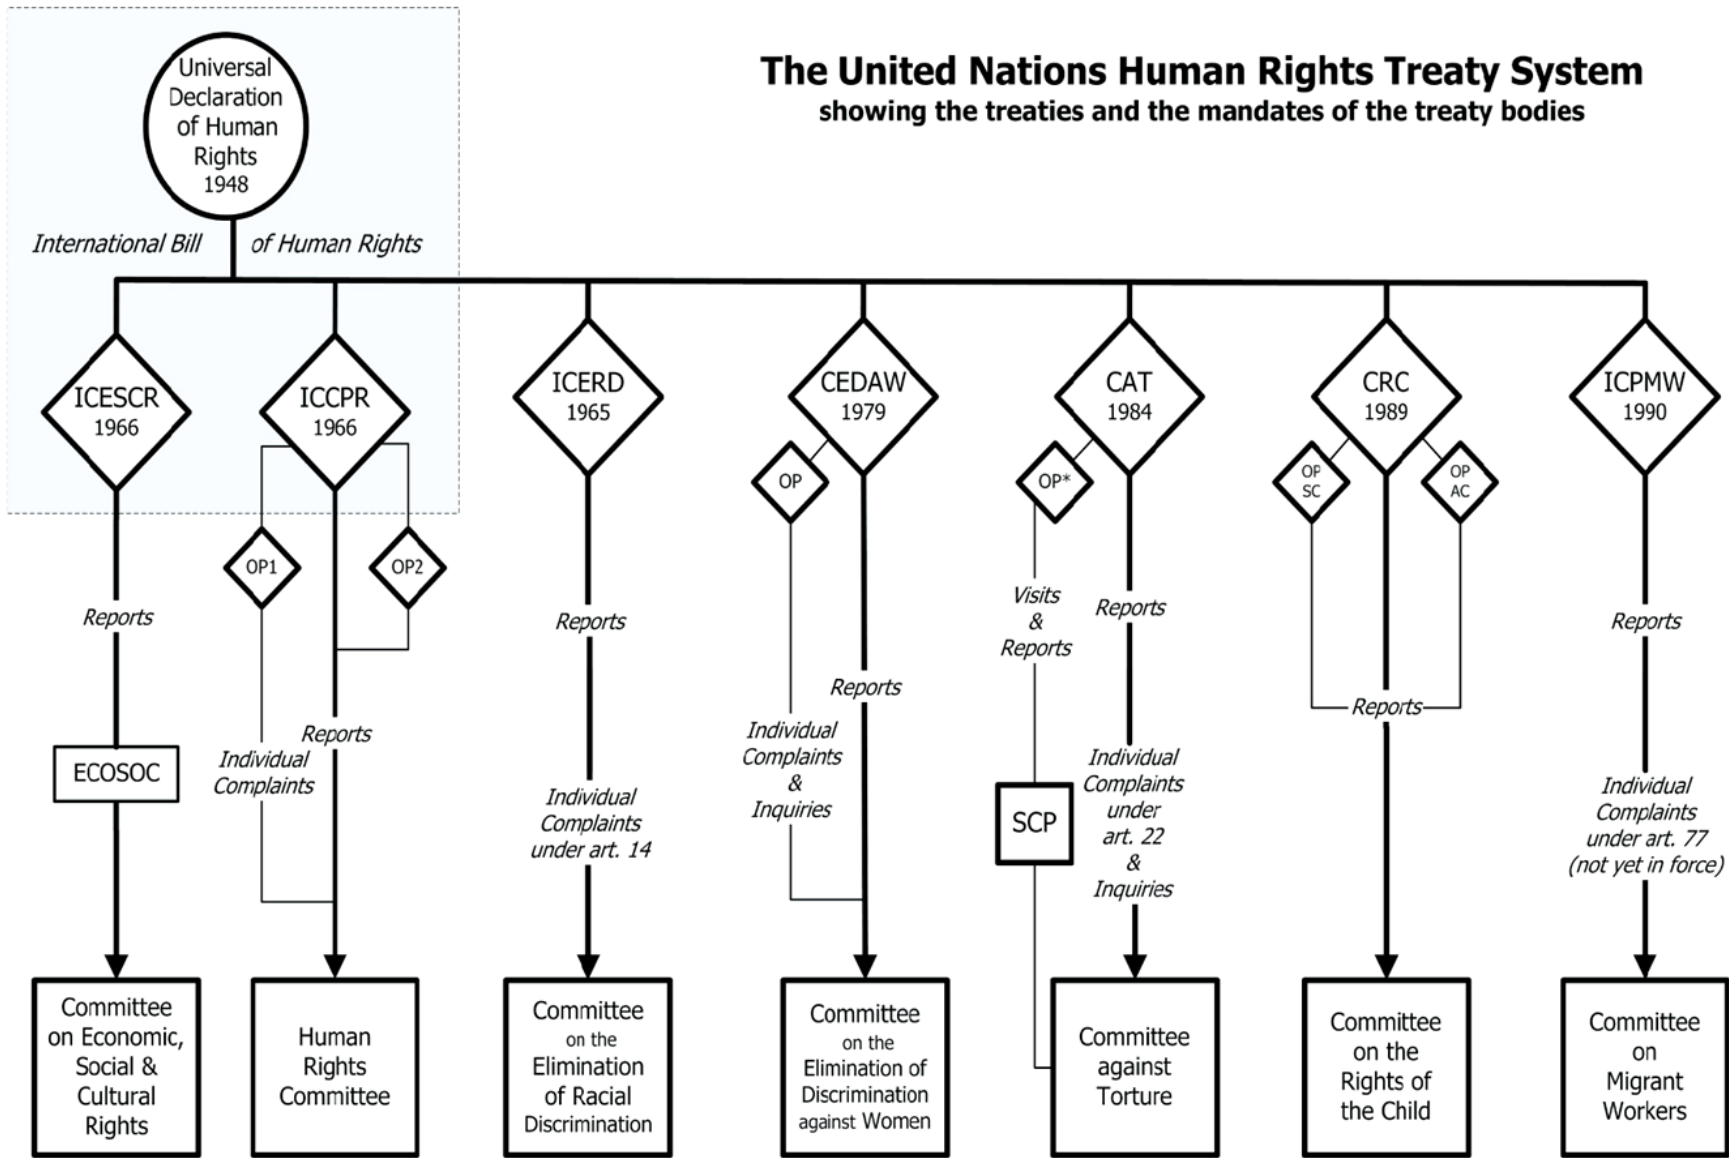 The United Nations Human Rights Treaty System
showing the treaties and the mandates of the treaty bodies
Universal
Declaration
of Human
Rights
1948
International Bill
of Human Rights
ICESCR
1966
ICCPR
1966
ICERD
1965
CEDAW
1979
CAT
1984
CRC
1989
ICPMW
1990
OP1
OP2
OP
OP*
OP
SC
OP
AC
Reports
ECOSOC
Individual
Complaints
Reports
Reports
Individual
Complaints
under art. 14
Individual
Complaints
&
Inquiries
Reports
Visits
&
Reports
SCP
Reports
Individual
Complaints
under
art. 22
&
Inquiries
Reports
Reports
Individual
Complaints
under art. 77
(not yet in force)
Committee
on Economic,
Social &
Cultural
Rights
Human
Rights
Committee
Committee
on the
Elimination
of Racial
Discrimination
Committee
on the
Elimination of
Discrimination
against Women
Committee
against
Torture
Committee
on the
Rights of
the Child
Committee
on
Migrant
Workers